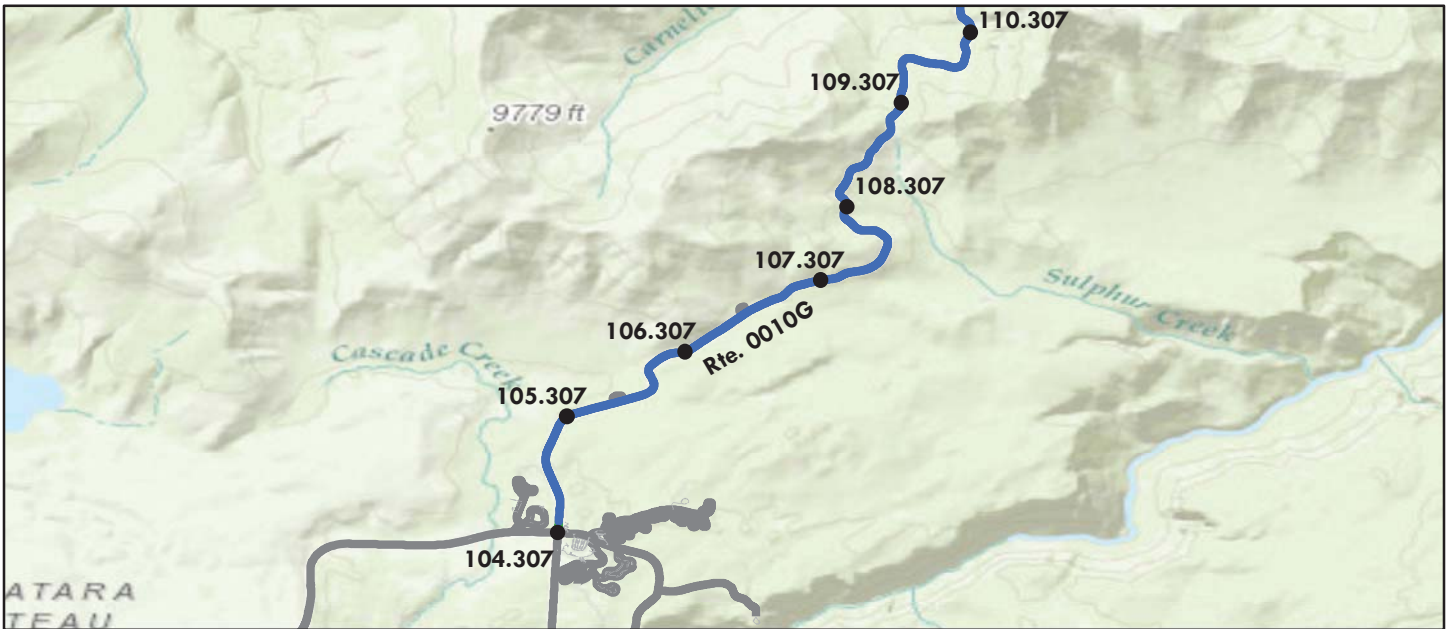 110.307
Carnelia
109.307
9779 ft
108.307
107.307
Sulphur Creek
106.307
Rte. 0010G
Cascade Creek
105.307
104.307
ATARA
TEAU